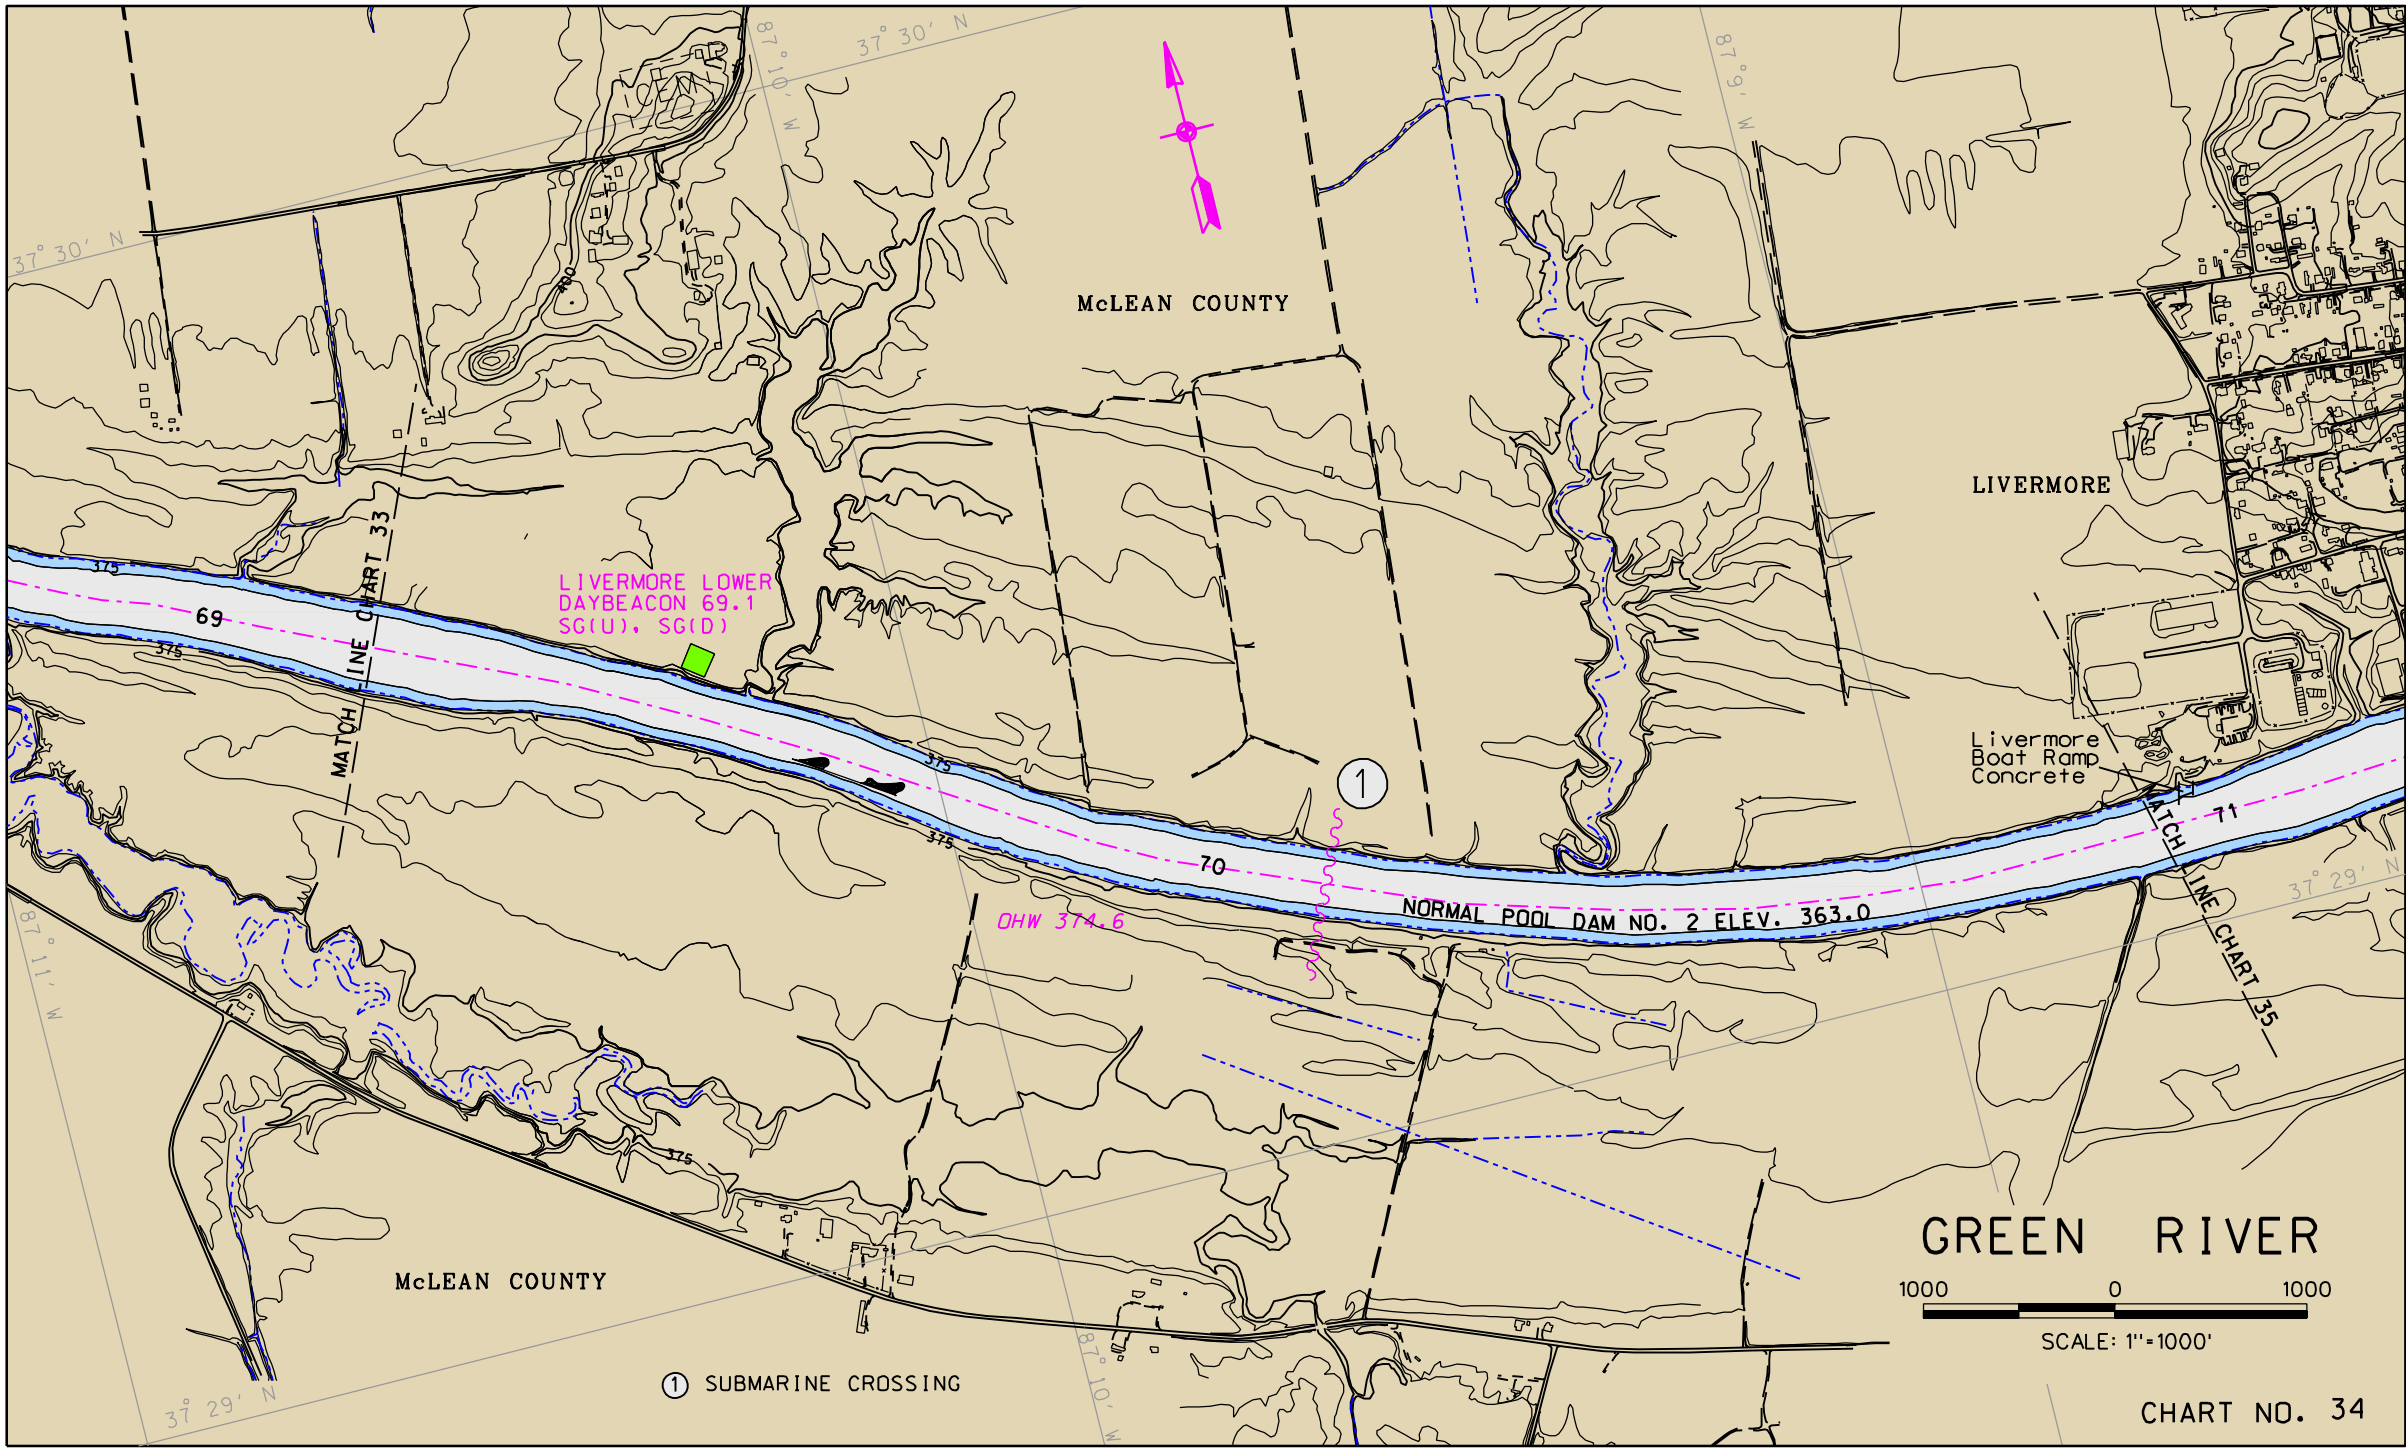 87°10' W
37°30' N
87°9' W
37°30' N
400
McLEAN COUNTY
LIVERMORE
MATCH LINE CHART 33
375
69
375
LIVERMORE LOWER
DAYBEACON 69.1
SG(U), SG(D)
375
375
1
70
OHW 374.6
NORMAL POOL DAM NO. 2 ELEV. 363.0
Livermore
Boat Ramp
Concrete
71
MATCH LINE CHART 35
37°29' N
87°11' W
375
McLEAN COUNTY
87°10' W
37°29' N
1 SUBMARINE CROSSING
GREEN RIVER
1000 0 1000
SCALE: 1"=1000'
CHART NO. 34